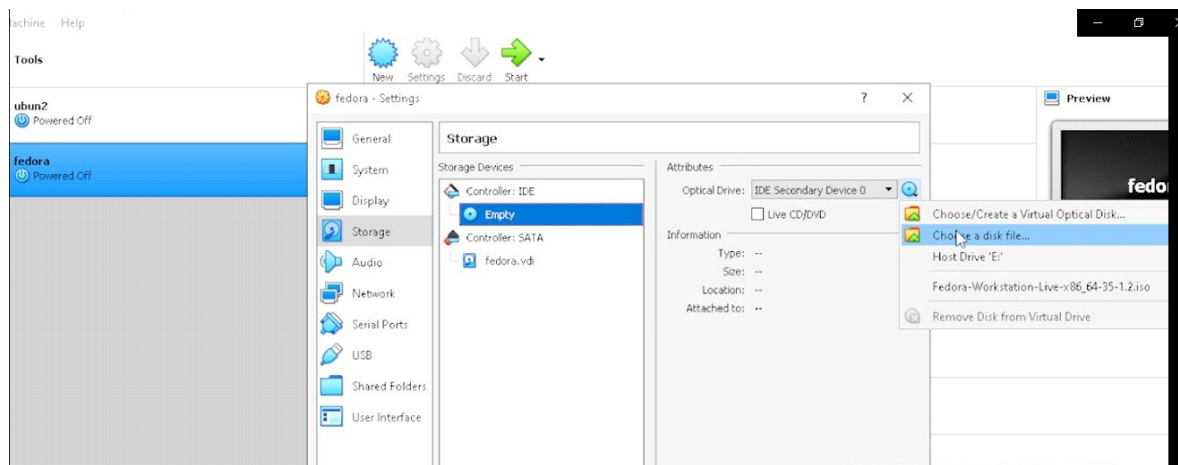 achine Help
Tools
New Settings Discard Start
ubun2
Powered Off
fedora
Powered Off
fedora - Settings
General
System
Display
Storage
Audio
Network
Serial Ports
USB
Shared Folders
User Interface
Storage
Storage Devices
Controller: IDE
Empty
Controller: SATA
fedora.vdi
Attributes
Optical Drive: IDE Secondary Device 0
Live CD/DVD
Information
Type: --
Size: --
Location: --
Attached to: --
Choose/Create a Virtual Optical Disk...
Choose a disk file...
Host Drive 'E:'
Fedora-Workstation-Live-x86_64-35-1.2.iso
Remove Disk from Virtual Drive
Preview
fedo